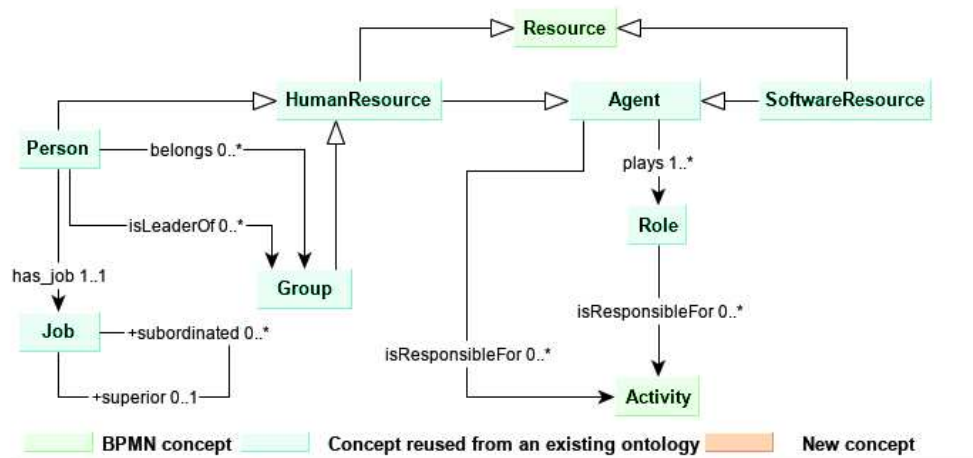 Resource
HumanResource
Agent
SoftwareResource
Person
belongs 0..*
plays 1..*
isLeaderOf 0..*
Role
has_job 1..1
Group
Job
+subordinated 0..*
isResponsibleFor 0..*
isResponsibleFor 0..*
+superior 0..1
Activity
BPMN concept
Concept reused from an existing ontology
New concept